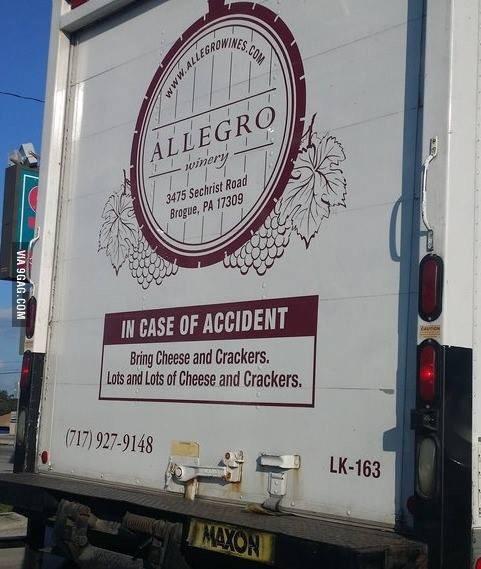 WWW.ALLEGROWINES.COM
ALLEGRO
winery
3475 Sechrist Road
Brogue, PA 17309
IN CASE OF ACCIDENT
Bring Cheese and Crackers.
Lots and Lots of Cheese and Crackers.
(717) 927-9148
LK-163
MAXON
CAUTION
VIA 9GAG.COM